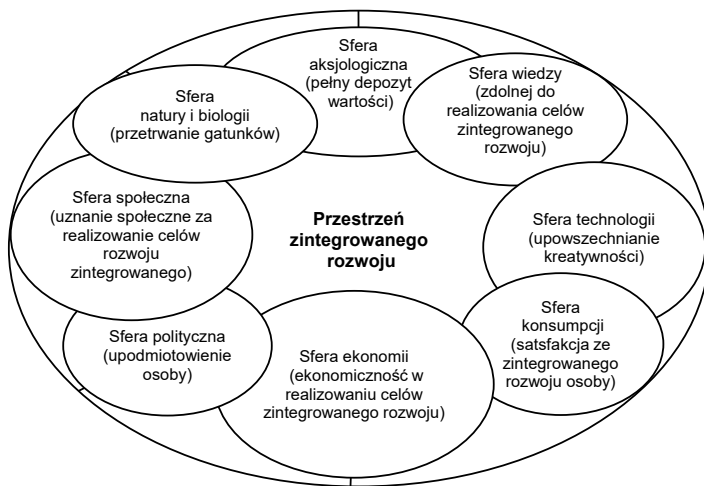 Sfera
aksjologiczna
(pełny depozyt
wartości)
Sfera wiedzy
(zdolnej do
realizowania celów
zintegrowanego
rozwoju)
Sfera
natury i biologii
(przetrwanie gatunków)
Sfera społeczna
(uznanie społeczne za
realizowanie celów
rozwoju
zintegrowanego)
Przestrzeń
zintegrowanego
rozwoju
Sfera technologii
(upowszechnianie
kreatywności)
Sfera
konsumpcji
(satsfakcja ze
zintegrowanego
rozwoju osoby)
Sfera polityczna
(upodmiotowienie
osoby)
Sfera ekonomii
(ekonomiczność w
realizowaniu celów
zintegrowanego rozwoju)